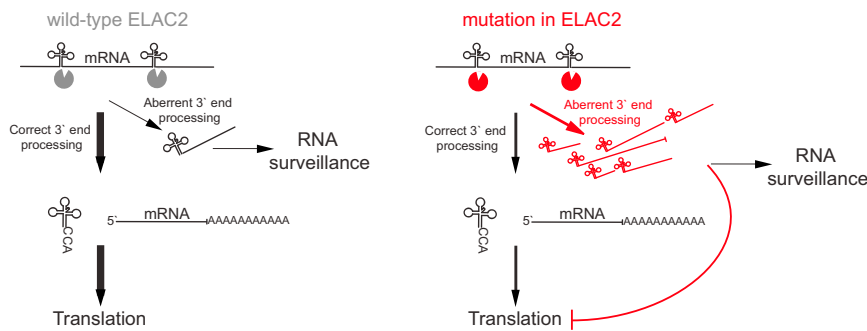 wild-type ELAC2
mRNA
Aberrent 3` end
processing
Correct 3` end
processing
RNA
surveillance
CCA
5`
mRNA
AAAAAAAAAAA
Translation
mutation in ELAC2
mRNA
Aberrent 3` end
processing
Correct 3` end
processing
RNA
surveillance
CCA
5`
mRNA
AAAAAAAAAAA
Translation